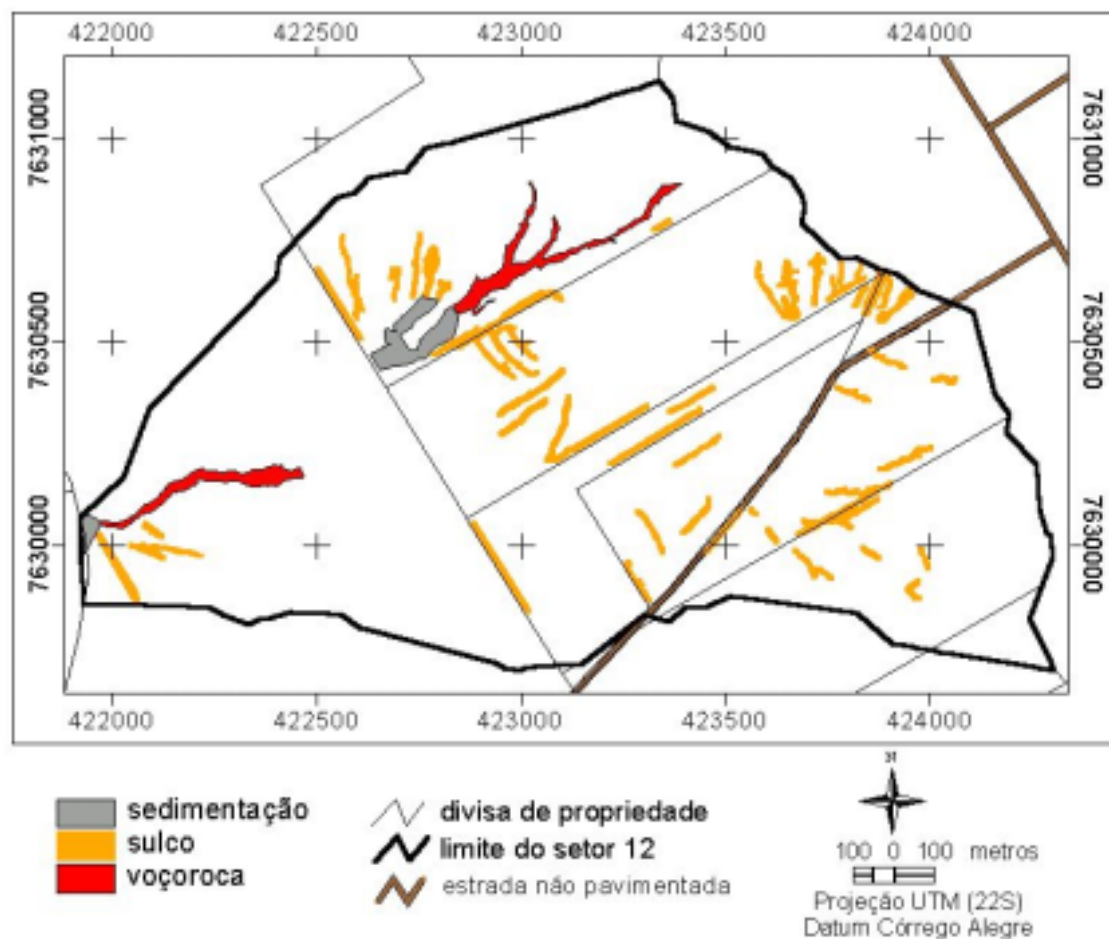 422000 422500 423000 423500 424000
7631000 7631000
7630500 7630500
7630000 7630000
422000 422500 423000 423500 424000
sedimentação
sulco
voçoroca
divisa de propriedade
limite do setor 12
estrada não pavimentada
100 0 100 metros
Projeção UTM (22S)
Datum Córrego Alegre